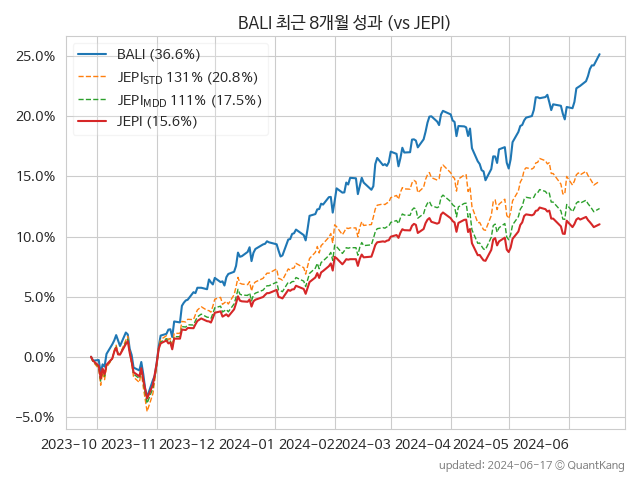 BALI 최근 8개월 성과 (vs JEPI)
BALI (36.6%)
JEPI_STD 131% (20.8%)
JEPI_MDD 111% (17.5%)
JEPI (15.6%)
25.0%
20.0%
15.0%
10.0%
5.0%
0.0%
−5.0%
2023-10 2023-11 2023-12 2024-01 2024-02 2024-03 2024-04 2024-05 2024-06
updated: 2024-06-17 © QuantKang